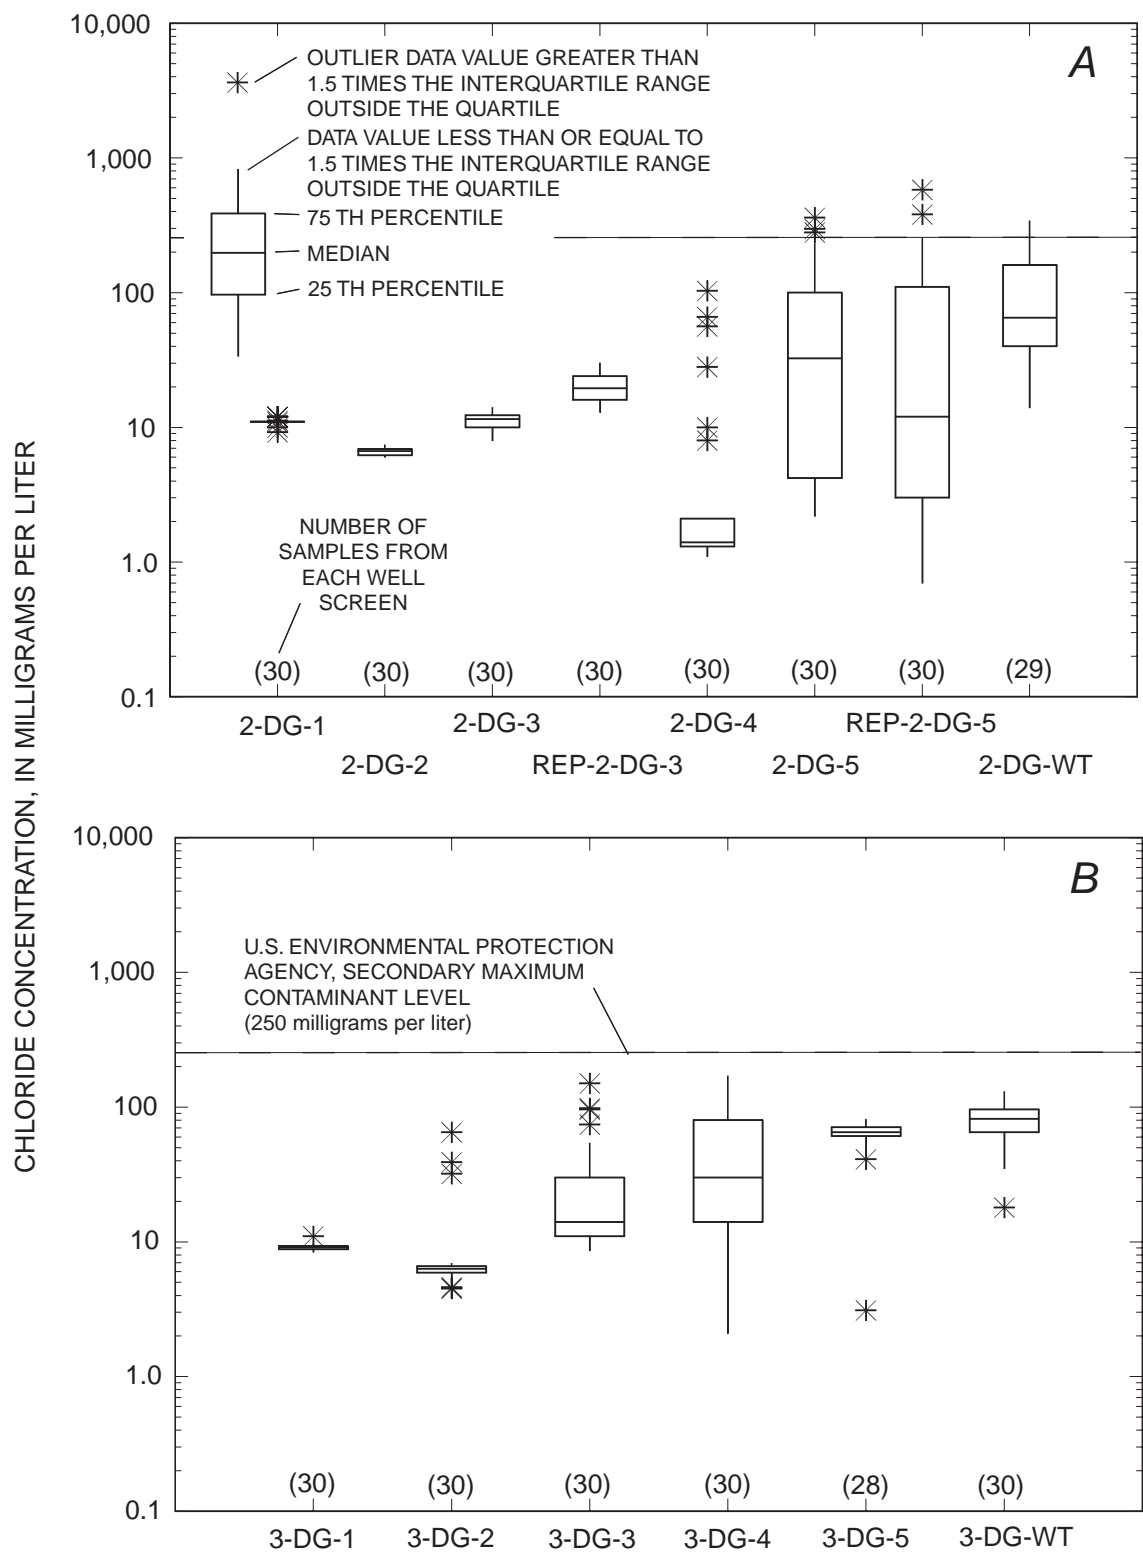 CHLORIDE CONCENTRATION, IN MILLIGRAMS PER LITER
10,000
1,000
100
10
1.0
0.1
A
OUTLIER DATA VALUE GREATER THAN
1.5 TIMES THE INTERQUARTILE RANGE
OUTSIDE THE QUARTILE
DATA VALUE LESS THAN OR EQUAL TO
1.5 TIMES THE INTERQUARTILE RANGE
OUTSIDE THE QUARTILE
75 TH PERCENTILE
MEDIAN
25 TH PERCENTILE
NUMBER OF
SAMPLES FROM
EACH WELL
SCREEN
(30) (30) (30) (30) (30) (30) (30) (29)
2-DG-1 2-DG-3 2-DG-4 REP-2-DG-5
2-DG-2 REP-2-DG-3 2-DG-5 2-DG-WT
10,000
1,000
100
10
1.0
0.1
B
U.S. ENVIRONMENTAL PROTECTION
AGENCY, SECONDARY MAXIMUM
CONTAMINANT LEVEL
(250 milligrams per liter)
(30) (30) (30) (30) (28) (30)
3-DG-1 3-DG-2 3-DG-3 3-DG-4 3-DG-5 3-DG-WT